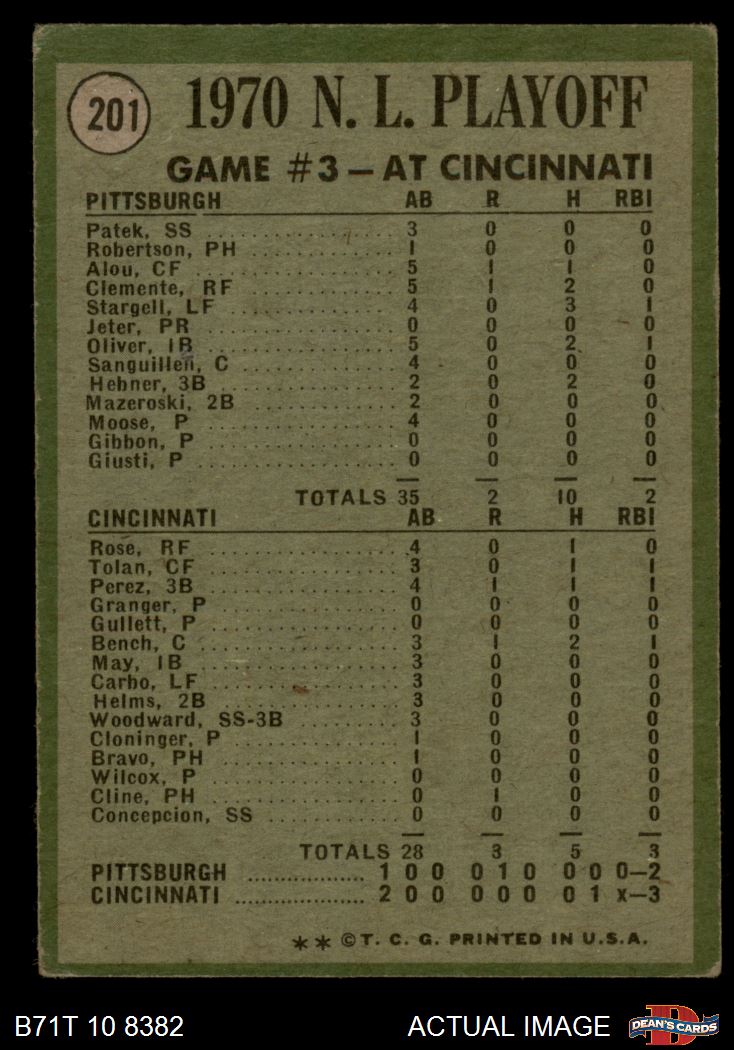 201
1970 N. L. PLAYOFF
GAME #3 – AT CINCINNATI
PITTSBURGH AB R H RBI
Patek, SS .................... 3 0 0 0
Robertson, PH ................ 1 0 0 0
Alou, CF .................... 5 1 1 0
Clemente, RF ................ 5 1 2 0
Stargell, LF ................ 4 0 3 1
Jeter, PR .................... 0 0 0 0
Oliver, 1B .................... 5 0 2 1
Sanguillen, C ................ 4 0 0 0
Hebner, 3B .................... 2 0 2 0
Mazeroski, 2B ................ 2 0 0 0
Moose, P .................... 4 0 0 0
Gibbon, P .................... 0 0 0 0
Giusti, P .................... 0 0 0 0
TOTALS 35 2 10 2
CINCINNATI AB R H RBI
Rose, RF .................... 4 0 1 0
Tolan, CF .................... 3 0 1 1
Perez, 3B .................... 4 1 1 1
Granger, P .................... 0 0 0 0
Gullett, P .................... 0 0 0 0
Bench, C .................... 3 1 2 1
May, 1B .................... 3 0 0 0
Carbo, LF .................... 3 0 0 0
Helms, 2B .................... 3 0 0 0
Woodward, SS-3B ............ 3 0 0 0
Cloninger, P ................ 1 0 0 0
Bravo, PH .................... 1 0 0 0
Wilcox, P .................... 0 0 0 0
Cline, PH .................... 0 1 0 0
Concepcion, SS ............ 0 0 0 0
TOTALS 28 3 5 3
PITTSBURGH .................. 1 0 0 0 1 0 0 0 0–2
CINCINNATI .................... 2 0 0 0 0 0 0 1 x–3
** ©T. C. G. PRINTED IN U.S.A.
B71T 10 8382 ACTUAL IMAGE
D
DEAN'S CARDS